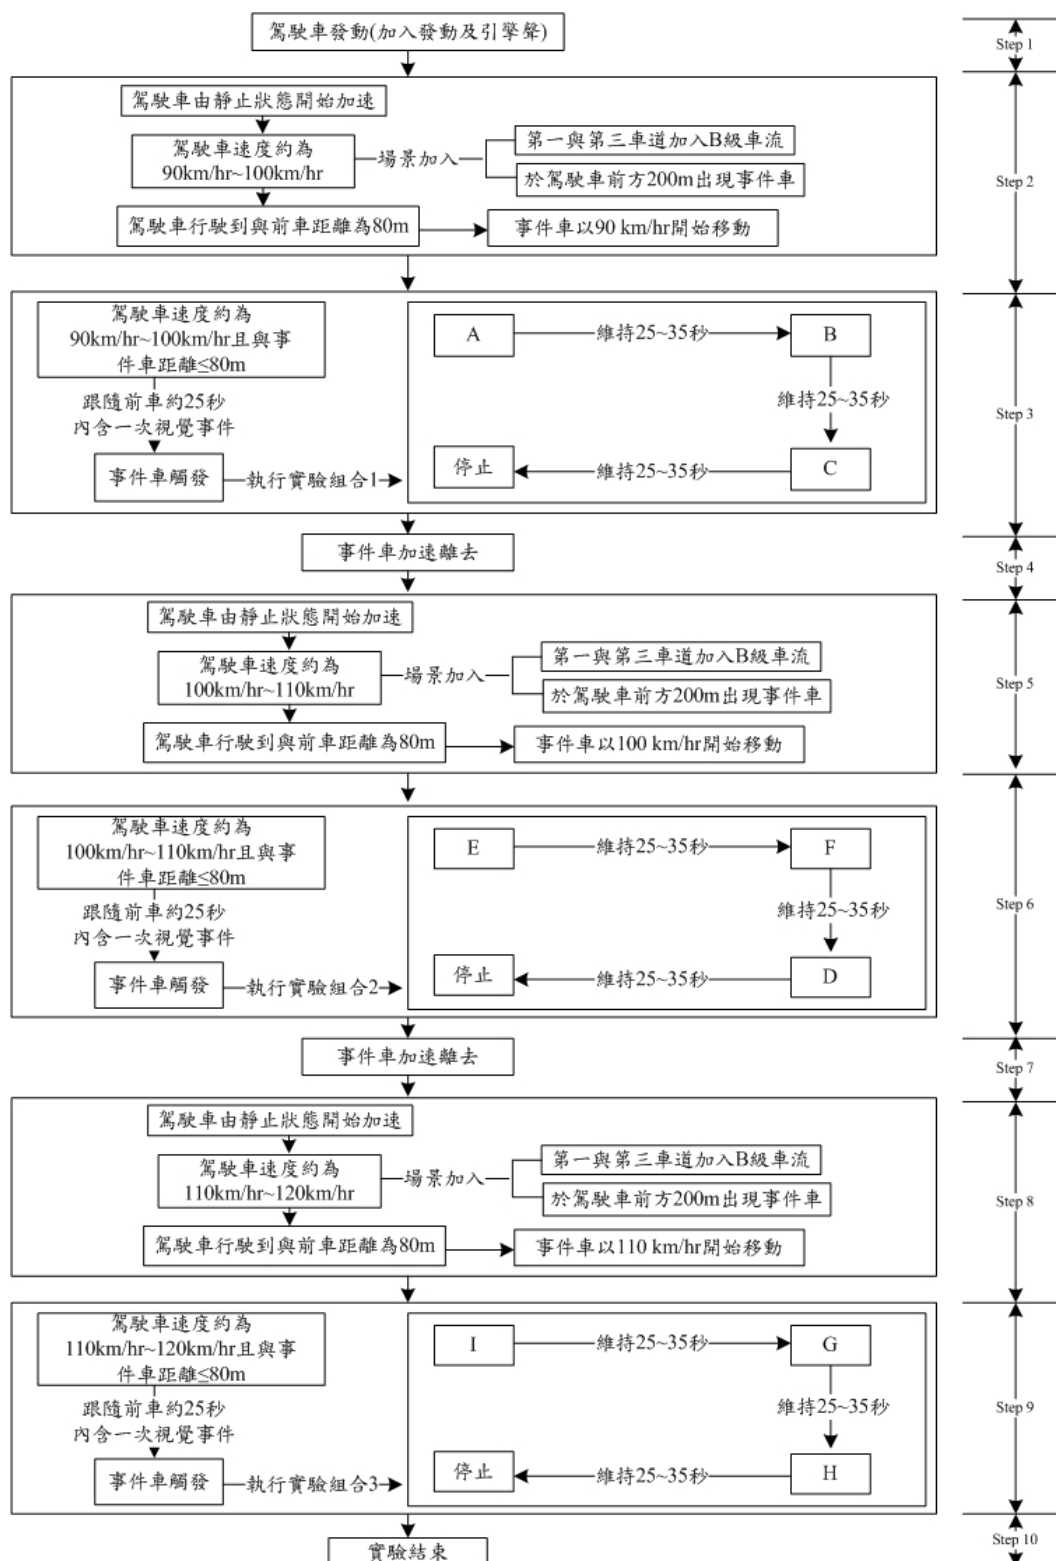 駕駛車發動(加入發動及引擎聲)
Step 1
駕駛車由靜止狀態開始加速
駕駛車速度約為
90km/hr~100km/hr
場景加入
第一與第三車道加入B級車流
於駕駛車前方200m出現事件車
駕駛車行駛到與前車距離為80m
事件車以90 km/hr開始移動
Step 2
駕駛車速度約為
90km/hr~100km/hr且與事
件車距離≤80m
跟隨前車約25秒
內含一次視覺事件
事件車觸發
執行實驗組合1
A
維持25~35秒
B
維持25~35秒
C
維持25~35秒
停止
Step 3
事件車加速離去
Step 4
駕駛車由靜止狀態開始加速
駕駛車速度約為
100km/hr~110km/hr
場景加入
第一與第三車道加入B級車流
於駕駛車前方200m出現事件車
駕駛車行駛到與前車距離為80m
事件車以100 km/hr開始移動
Step 5
駕駛車速度約為
100km/hr~110km/hr且與事
件車距離≤80m
跟隨前車約25秒
內含一次視覺事件
事件車觸發
執行實驗組合2
E
維持25~35秒
F
維持25~35秒
D
維持25~35秒
停止
Step 6
事件車加速離去
Step 7
駕駛車由靜止狀態開始加速
駕駛車速度約為
110km/hr~120km/hr
場景加入
第一與第三車道加入B級車流
於駕駛車前方200m出現事件車
駕駛車行駛到與前車距離為80m
事件車以110 km/hr開始移動
Step 8
駕駛車速度約為
110km/hr~120km/hr且與事
件車距離≤80m
跟隨前車約25秒
內含一次視覺事件
事件車觸發
執行實驗組合3
I
維持25~35秒
G
維持25~35秒
H
維持25~35秒
停止
Step 9
實驗結束
Step 10